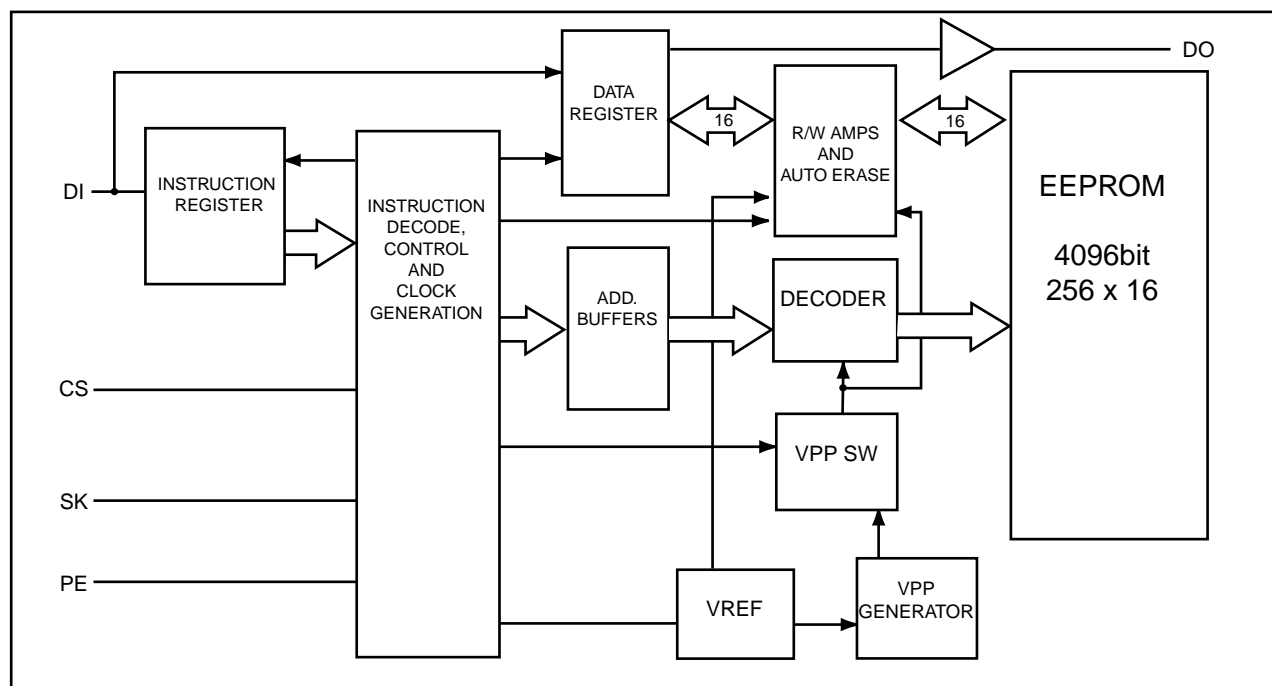 DO
DATA
REGISTER
16
R/W AMPS
AND
AUTO ERASE
16
EEPROM
4096bit
256 x 16
DI
INSTRUCTION
REGISTER
INSTRUCTION
DECODE,
CONTROL
AND
CLOCK
GENERATION
ADD.
BUFFERS
DECODER
CS
VPP SW
SK
PE
VREF
VPP
GENERATOR